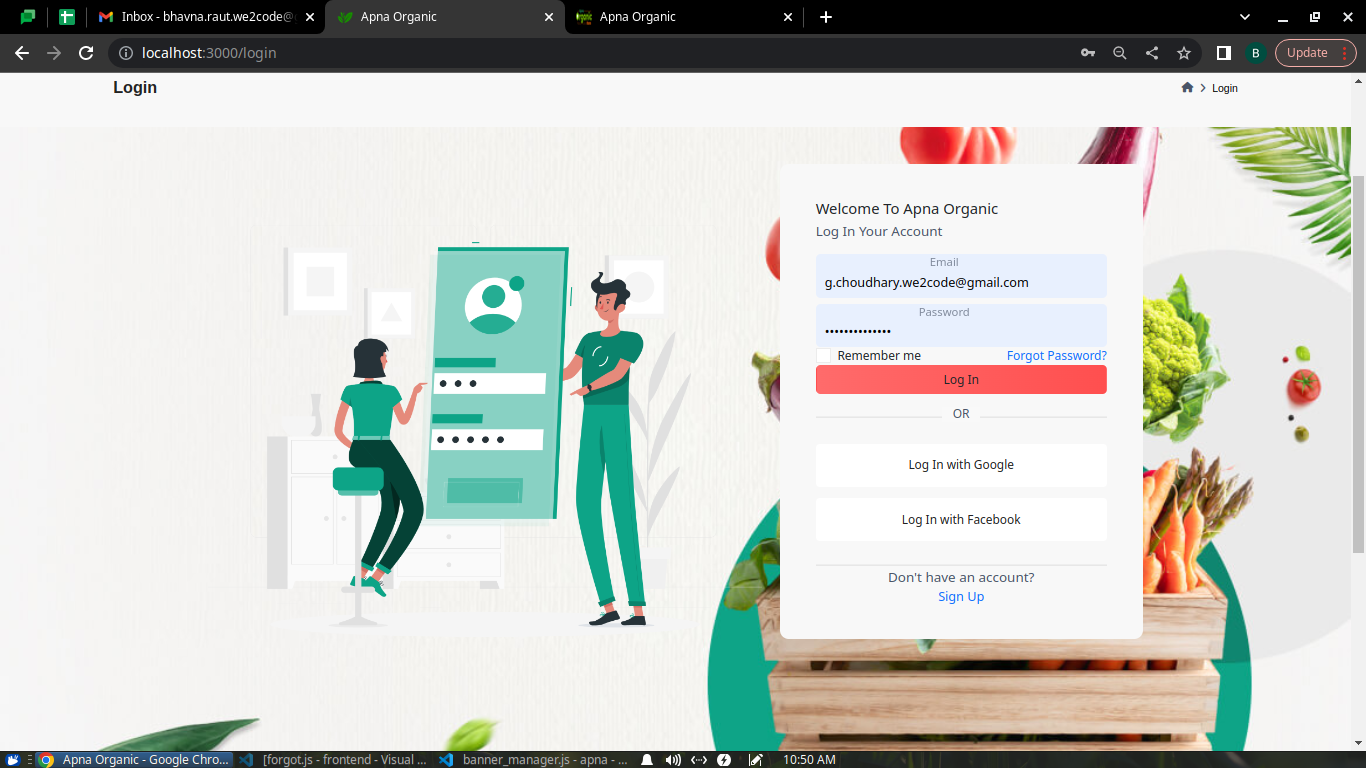 Inbox - bhavna.raut.we2code@
Apna Organic
Apna Organic
localhost:3000/login
B
Update
Login
Login
Welcome To Apna Organic
Log In Your Account
Email
g.choudhary.we2code@gmail.com
Password
••••••••••••••
Remember me
Forgot Password?
Log In
OR
Log In with Google
Log In with Facebook
Don't have an account?
Sign Up
Apna Organic - Google Chro...
[forgot.js - frontend - Visual ...
banner_manager.js - apna - ...
10:50 AM